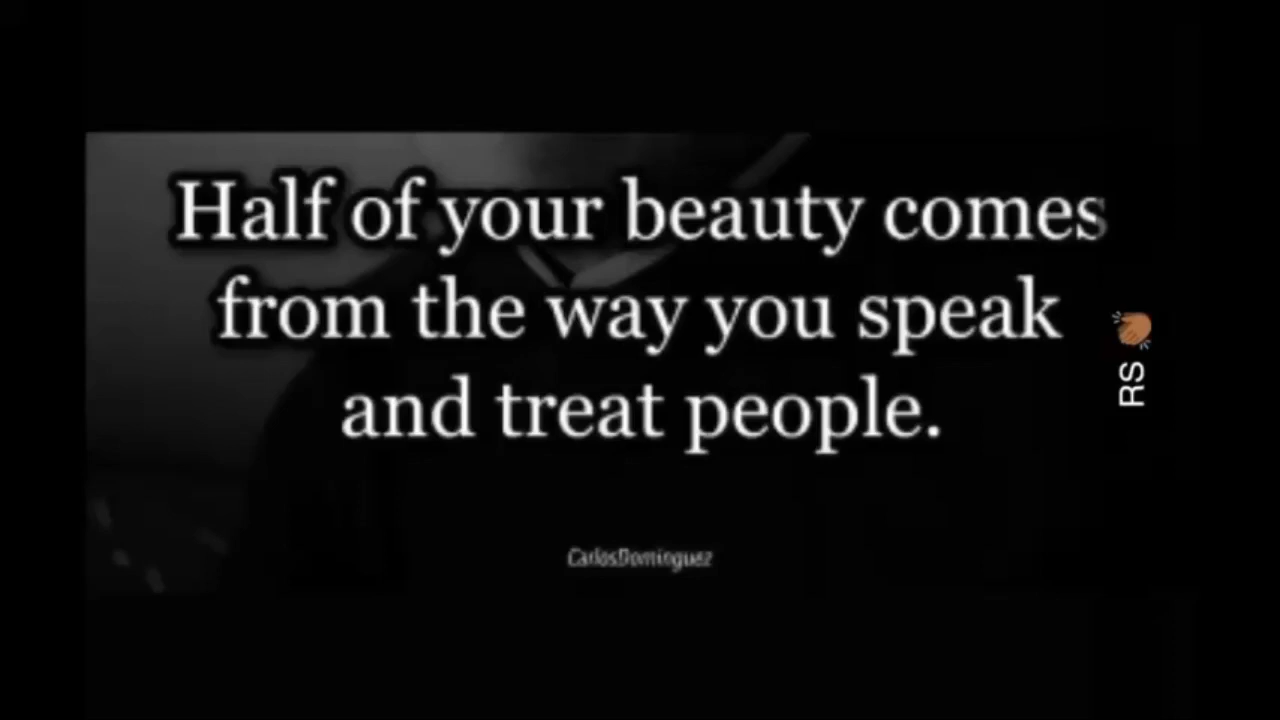 Half of your beauty comes
from the way you speak
and treat people.
RS 👏🏾
CarlosDominguez